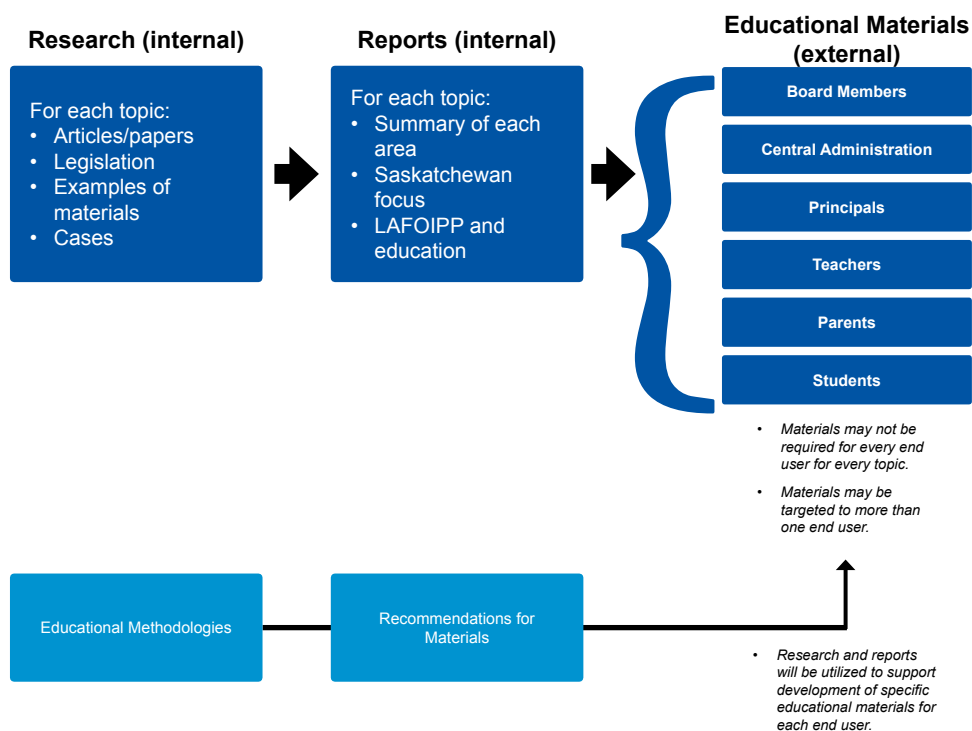 Research (internal)
For each topic:
• Articles/papers
• Legislation
• Examples of
materials
• Cases
Reports (internal)
For each topic:
• Summary of each
area
• Saskatchewan
focus
• LAFOIPP and
education
Educational Materials
(external)
Board Members
Central Administration
Principals
Teachers
Parents
Students
• Materials may not be
required for every end
user for every topic.
• Materials may be
targeted to more than
one end user.
Educational Methodologies
Recommendations for
Materials
• Research and reports
will be utilized to support
development of specific
educational materials for
each end user.